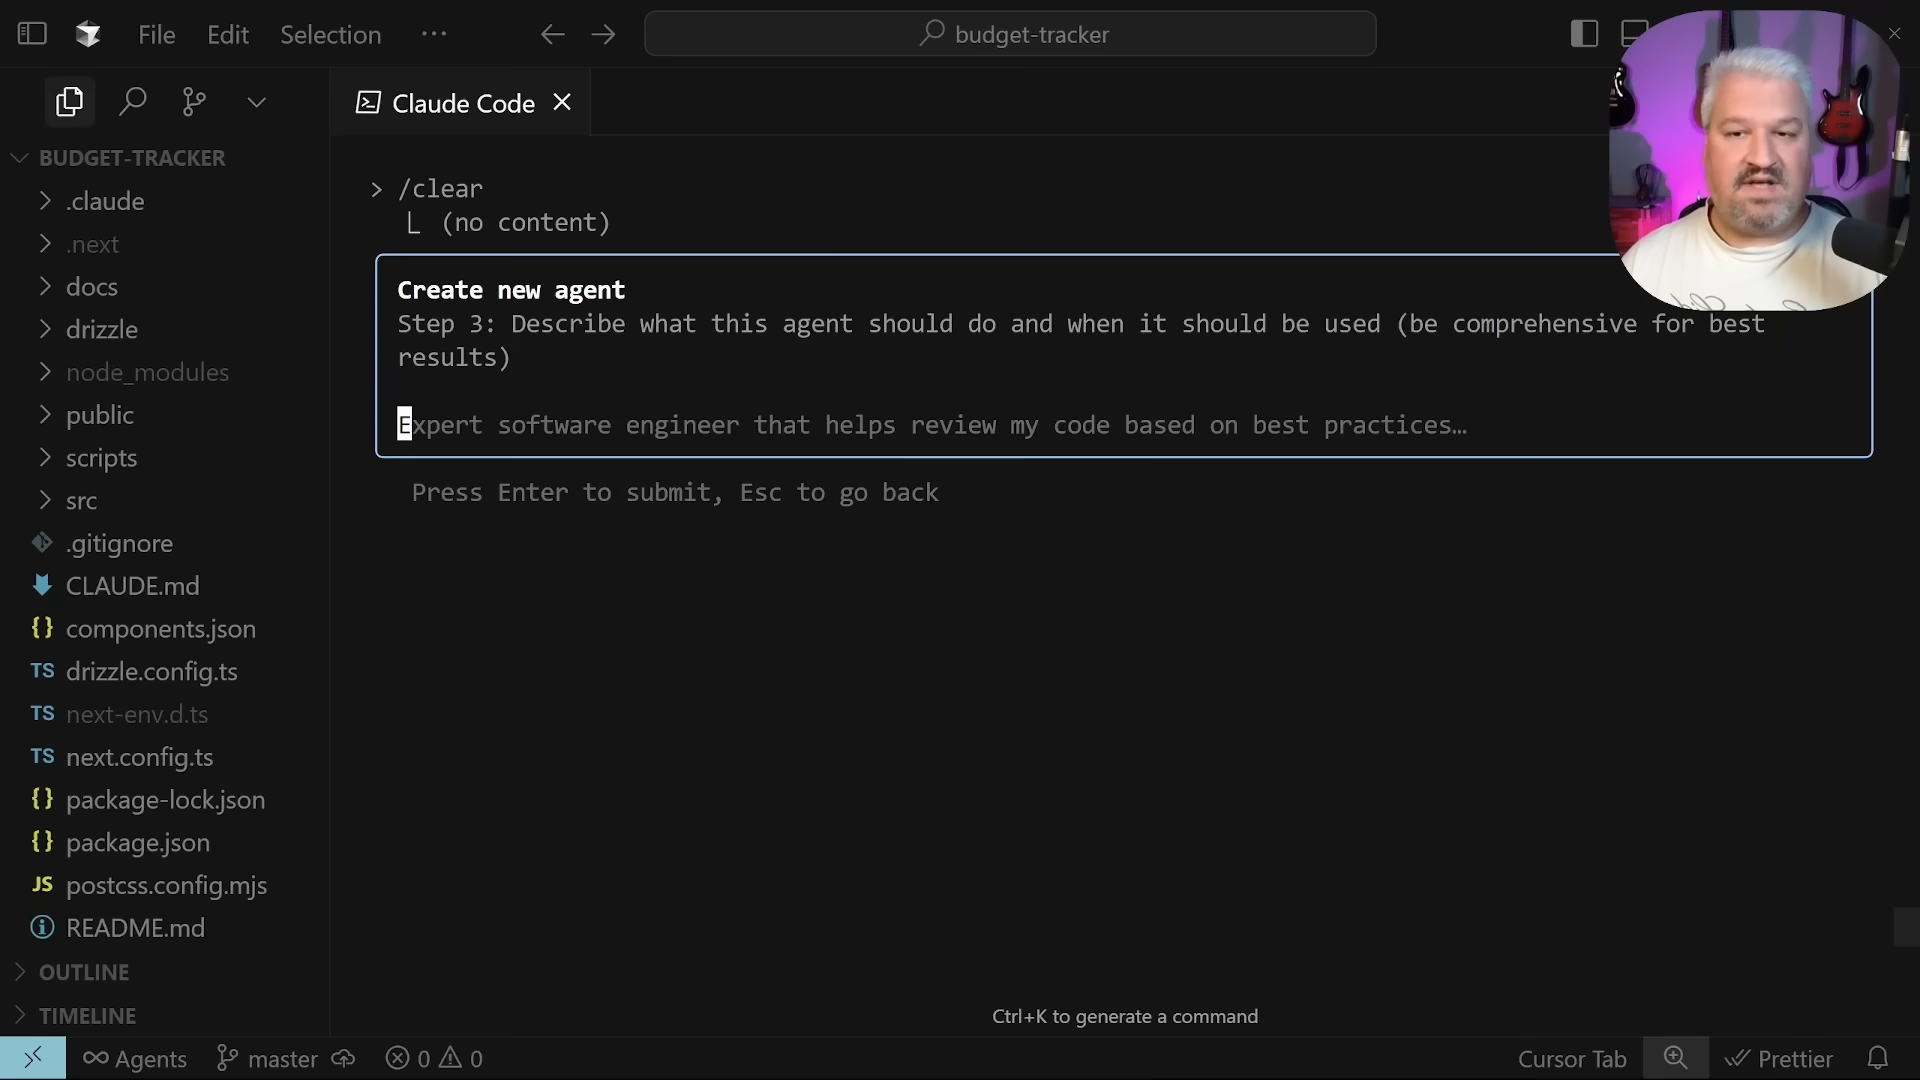 File Edit Selection ···
budget-tracker
Claude Code
BUDGET-TRACKER
.claude
.next
docs
drizzle
node_modules
public
scripts
src
.gitignore
CLAUDE.md
{} components.json
TS drizzle.config.ts
TS next-env.d.ts
TS next.config.ts
{} package-lock.json
{} package.json
JS postcss.config.mjs
README.md
OUTLINE
TIMELINE
> /clear
⎿ (no content)
Create new agent
Step 3: Describe what this agent should do and when it should be used (be comprehensive for best
results)
Expert software engineer that helps review my code based on best practices…
Press Enter to submit, Esc to go back
Ctrl+K to generate a command
Agents master 0 0 Cursor Tab Prettier